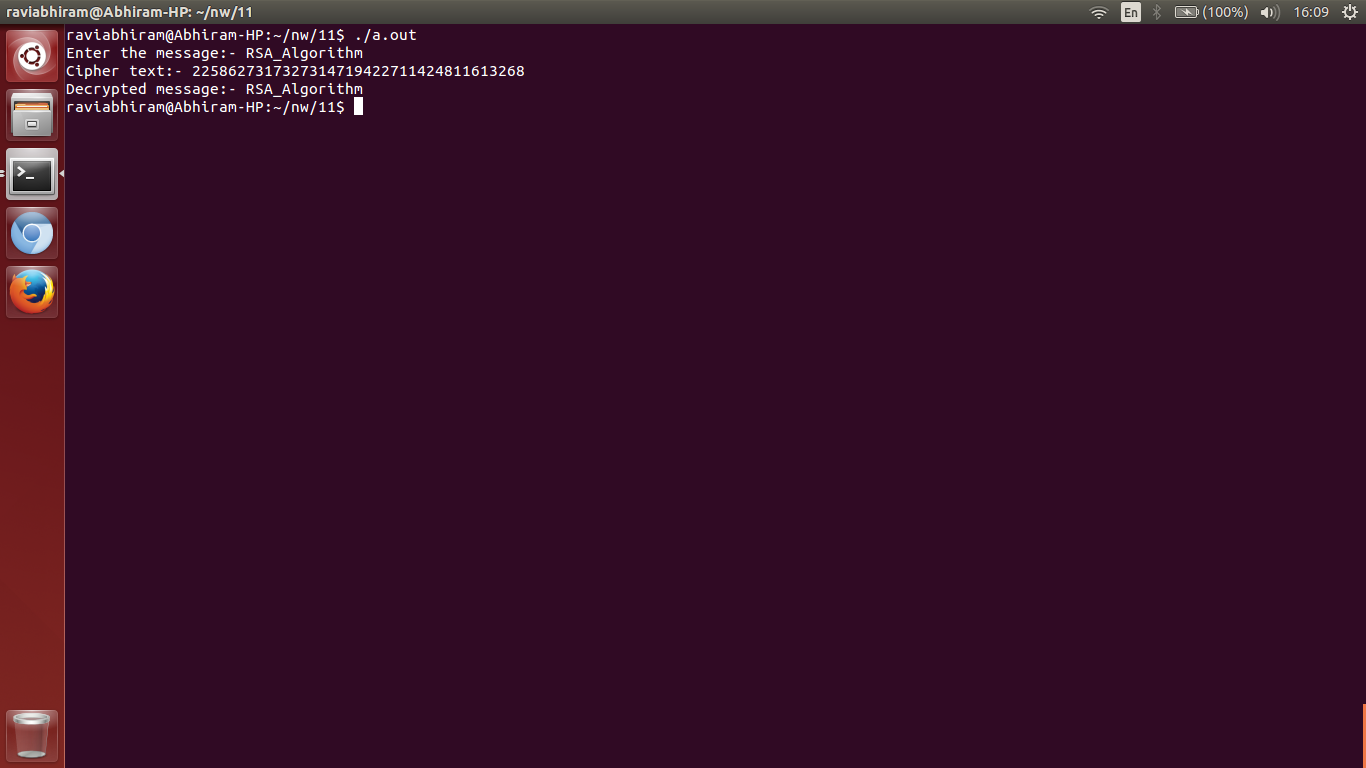 raviabhiram@Abhiram-HP: ~/nw/11
En (100%) 16:09
raviabhiram@Abhiram-HP:~/nw/11$ ./a.out
Enter the message:- RSA_Algorithm
Cipher text:- 2258627317327314719422711424811613268
Decrypted message:- RSA_Algorithm
raviabhiram@Abhiram-HP:~/nw/11$